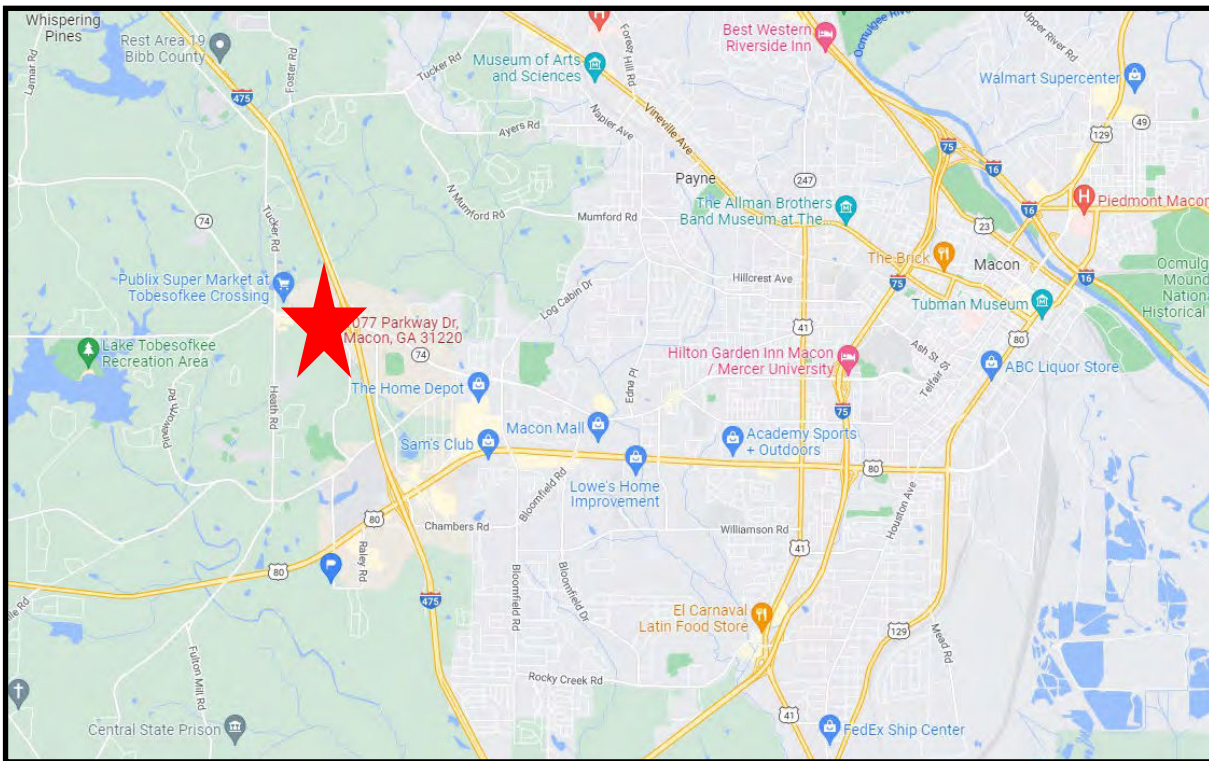 Whispering
Pines
Rest Area 19
Bibb County
Lamar Rd
Foster Rd
475
Tucker Rd
Museum of Arts
and Sciences
Forest Hill Rd
H
Best Western
Riverside Inn
Ocmulgee River
Upper River Rd
Walmart Supercenter
49
129
Napier Ave
Vineville Ave
Ayers Rd
75
16
Payne
247
N Mumford Rd
Mumford Rd
The Allman Brothers
Band Museum at The...
H
Piedmont Macon
16
23
74
Tucker Rd
The Brick
Macon
16
Publix Super Market at
Tobesofkee Crossing
Hillcrest Ave
75
Log Cabin Dr
Tubman Museum
Ocmulg
Mound
Nationa
Historical
077 Parkway Dr,
Macon, GA 31220
74
41
80
Lake Tobesofkee
Recreation Area
Hilton Garden Inn Macon
/ Mercer University
Ash St
Telfair St
ABC Liquor Store
The Home Depot
Edna Pl
Heath Rd
Pineworth Rd
75
Macon Mall
Academy Sports
+ Outdoors
Sam's Club
80
Lowe's Home
Improvement
Bloomfield Rd
Houston Ave
80
Chambers Rd
Williamson Rd
41
Raley Rd
80
475
Bloomfield Rd
Bloomfield Dr
El Carnaval
Latin Food Store
129
Mead Rd
Fulton Mill Rd
Rocky Creek Rd
41
Central State Prison
FedEx Ship Center